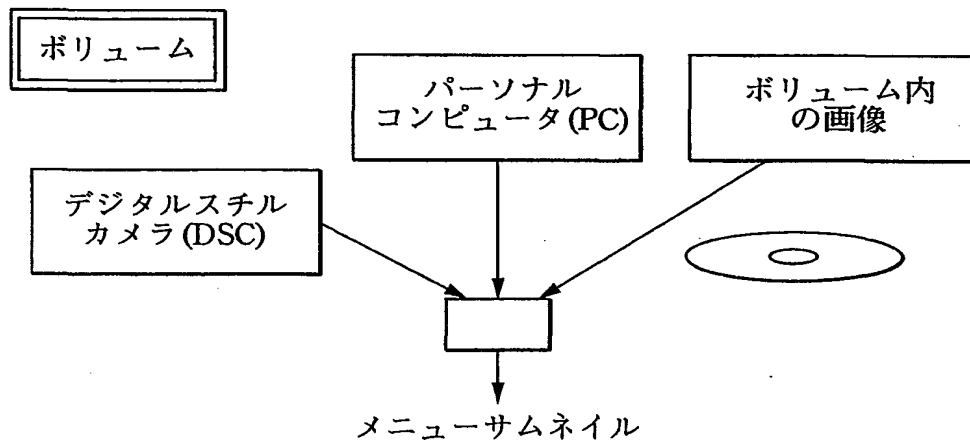 ボリューム
パーソナル
コンピュータ(PC)
ボリューム内
の画像
デジタルスチル
カメラ(DSC)
メニューサムネイル